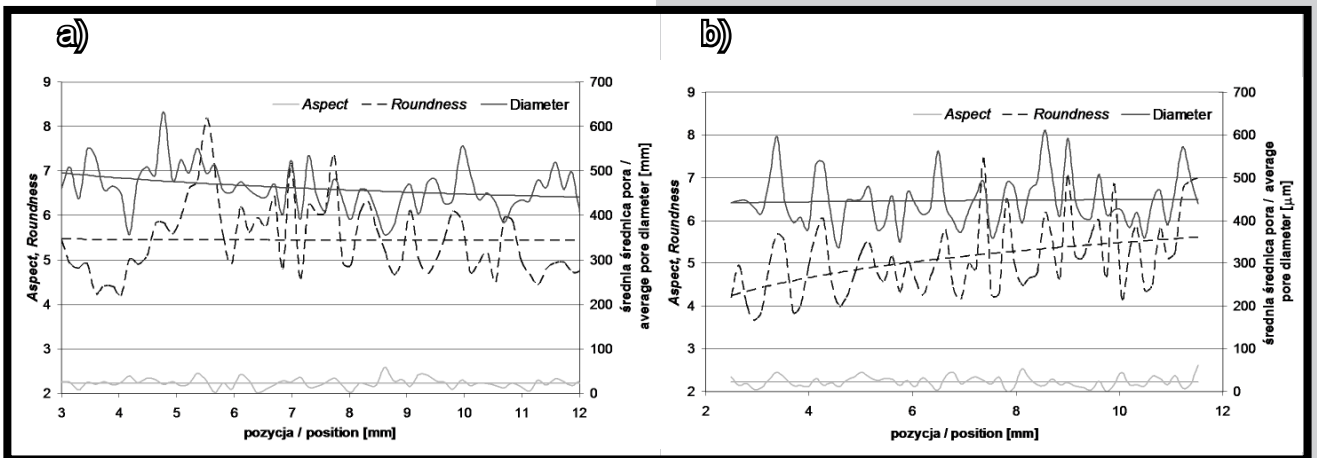 a)
9
8
7
6
5
4
3
2
Aspect, Roundness
Aspect
Roundness
Diameter
700
600
500
400
300
200
100
0
średnia średnica pora /
average pore diameter [mm]
3 4 5 6 7 8 9 10 11 12
pozycja / position [mm]
b)
9
8
7
6
5
4
3
2
Aspect, Roundness
Aspect
Roundness
Diameter
700
600
500
400
300
200
100
0
średnia średnica pora / average
pore diameter [µm]
2 4 6 8 10 12
pozycja / position [mm]